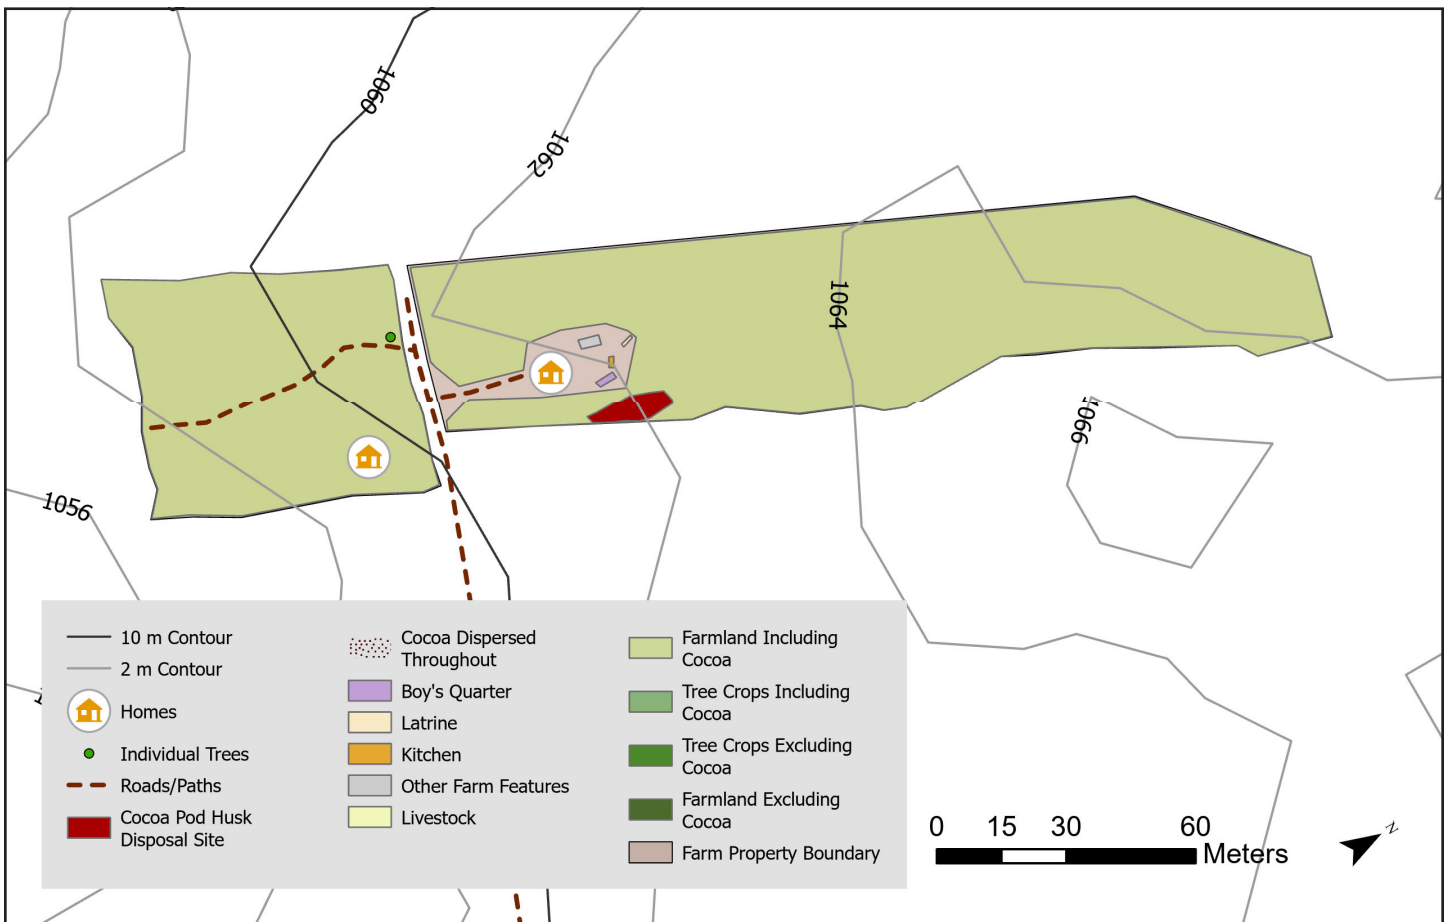 1060
1062
1064
1066
1056
10 m Contour
2 m Contour
Homes
Individual Trees
Roads/Paths
Cocoa Pod Husk
Disposal Site
Cocoa Dispersed
Throughout
Boy's Quarter
Latrine
Kitchen
Other Farm Features
Livestock
Farmland Including
Cocoa
Tree Crops Including
Cocoa
Tree Crops Excluding
Cocoa
Farmland Excluding
Cocoa
Farm Property Boundary
0 15 30 60
Meters
N